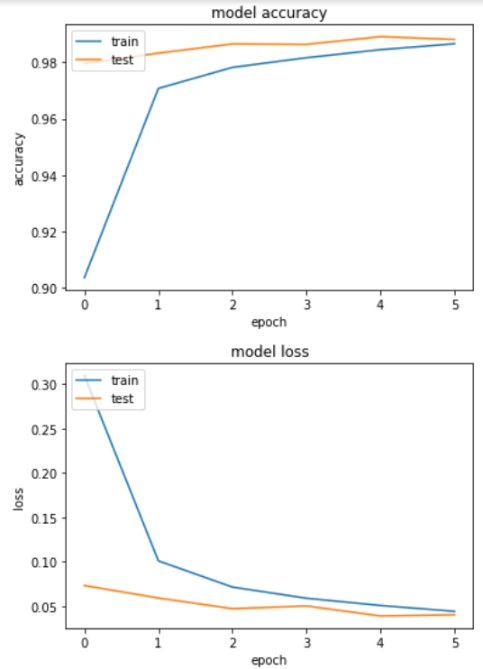 model accuracy
train
test
0.98
0.96
0.94
0.92
0.90
accuracy
0 1 2 3 4 5
epoch
model loss
train
test
0.30
0.25
0.20
0.15
0.10
0.05
loss
0 1 2 3 4 5
epoch